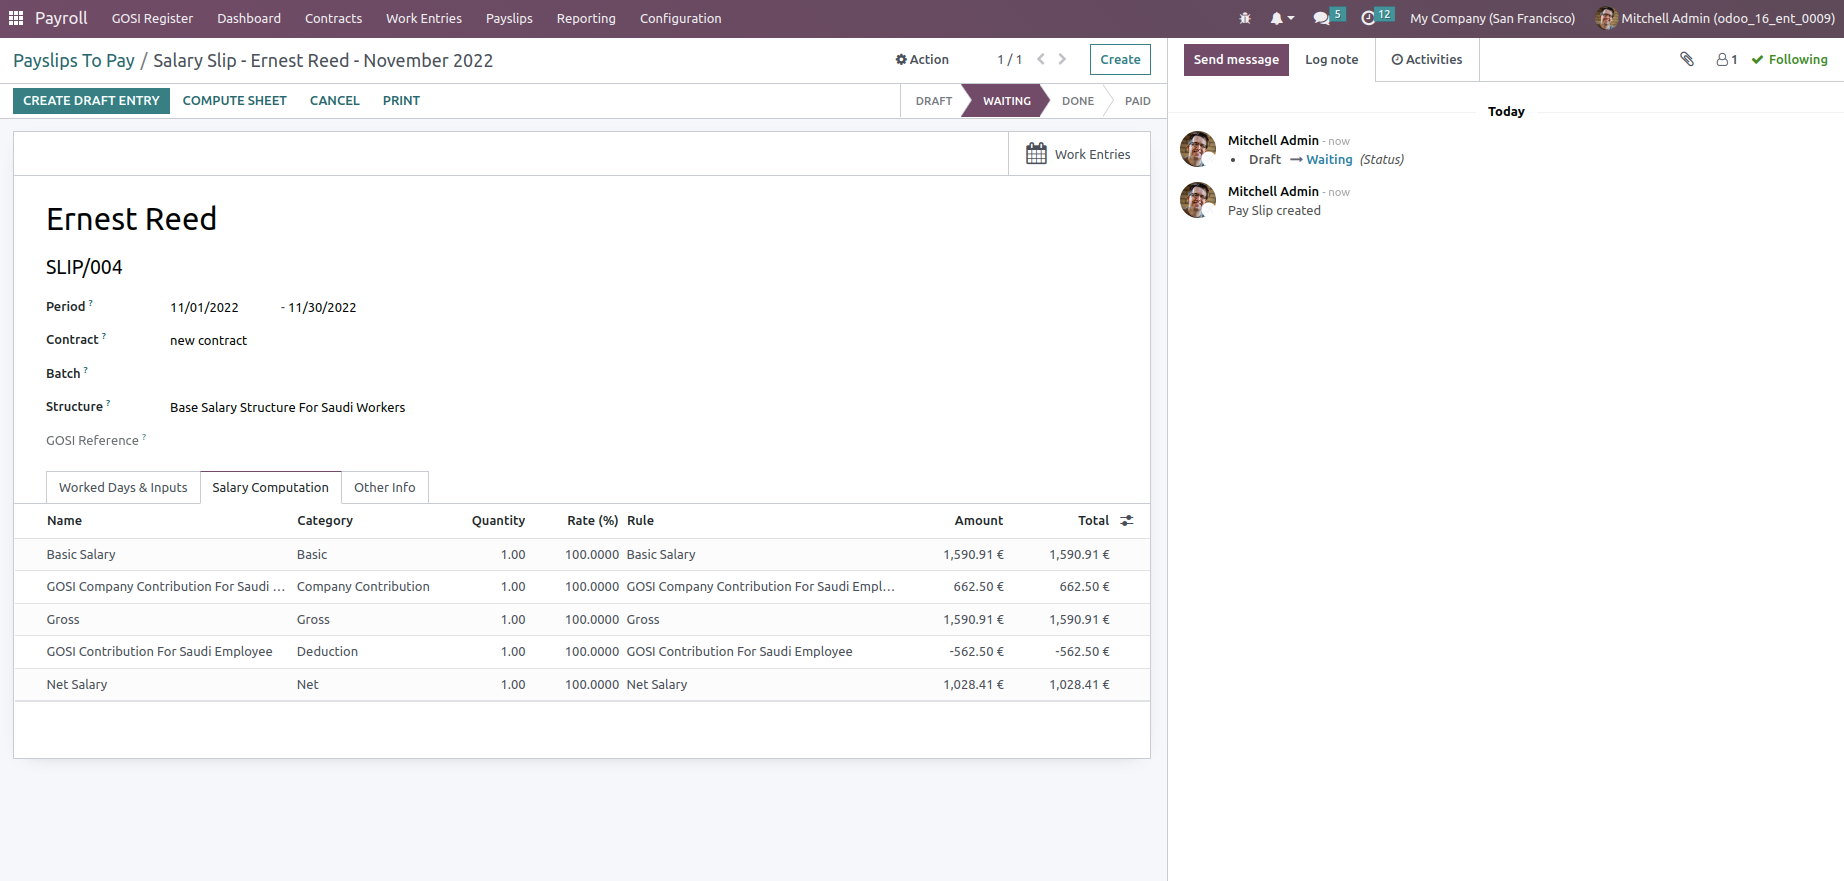 Payroll GOSI Register Dashboard Contracts Work Entries Payslips Reporting Configuration 5 12 My Company (San Francisco) Mitchell Admin (odoo_16_ent_0009)
Payslips To Pay / Salary Slip - Ernest Reed - November 2022 Action 1 / 1 Create
CREATE DRAFT ENTRY COMPUTE SHEET CANCEL PRINT DRAFT WAITING DONE PAID
Work Entries
Ernest Reed
SLIP/004
Period ? 11/01/2022 - 11/30/2022
Contract ? new contract
Batch ?
Structure ? Base Salary Structure For Saudi Workers
GOSI Reference ?
Worked Days & Inputs Salary Computation Other Info
Name Category Quantity Rate (%) Rule Amount Total
Basic Salary Basic 1.00 100.0000 Basic Salary 1,590.91 € 1,590.91 €
GOSI Company Contribution For Saudi ... Company Contribution 1.00 100.0000 GOSI Company Contribution For Saudi Empl... 662.50 € 662.50 €
Gross Gross 1.00 100.0000 Gross 1,590.91 € 1,590.91 €
GOSI Contribution For Saudi Employee Deduction 1.00 100.0000 GOSI Contribution For Saudi Employee -562.50 € -562.50 €
Net Salary Net 1.00 100.0000 Net Salary 1,028.41 € 1,028.41 €
Send message Log note Activities 1 Following
Today
Mitchell Admin - now
• Draft → Waiting (Status)
Mitchell Admin - now
Pay Slip created